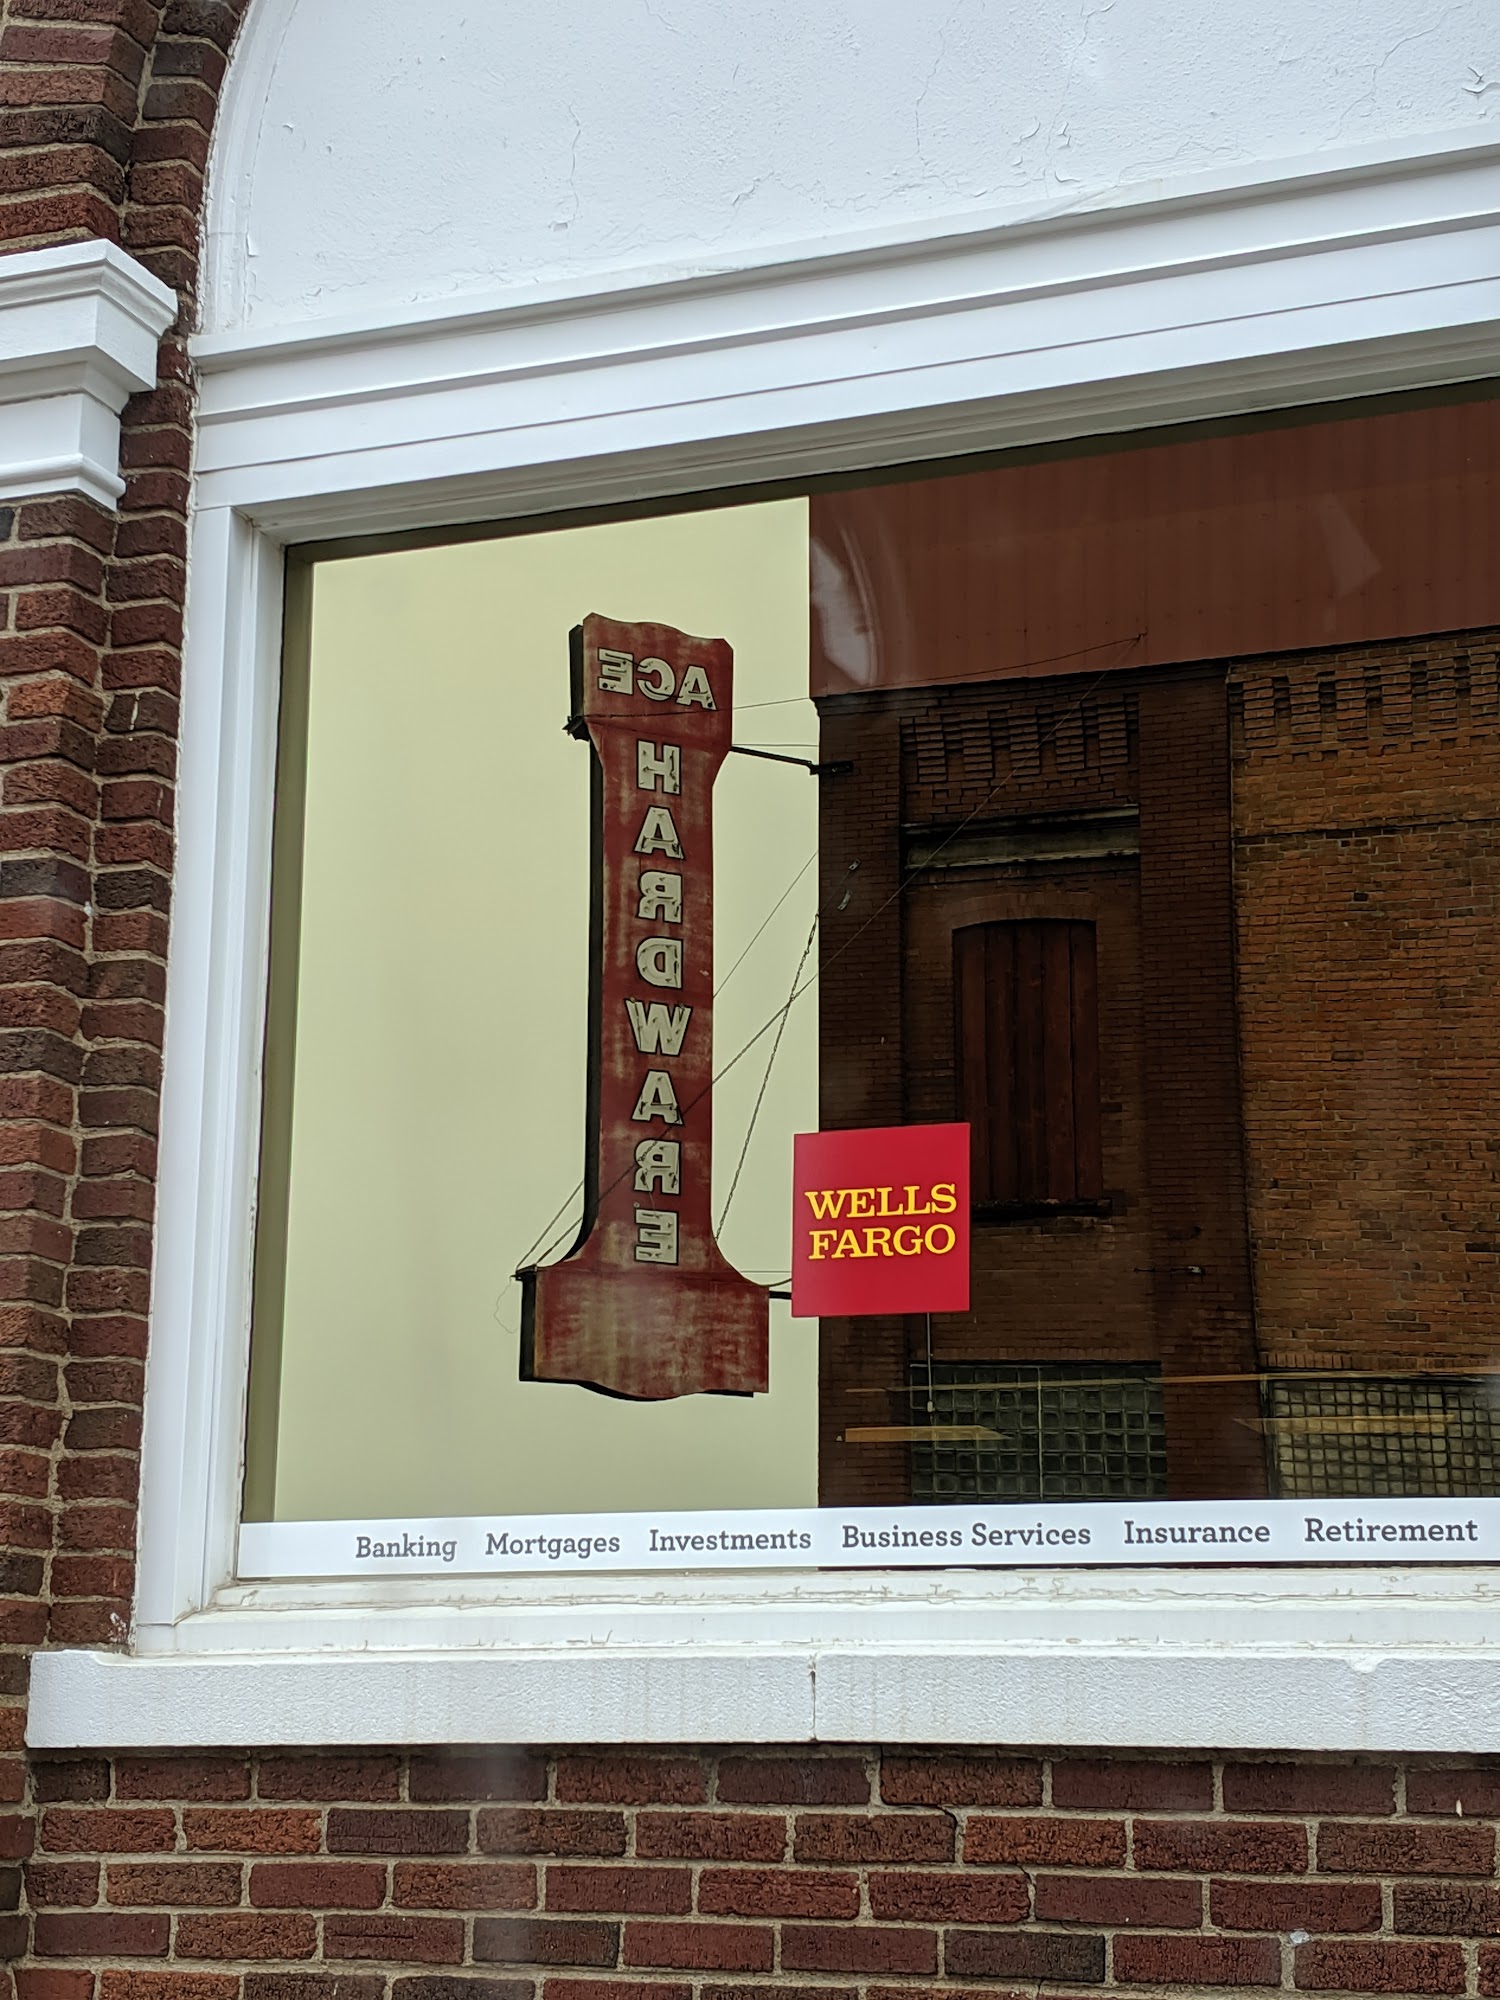 ACE
HARDWARE
WELLS
FARGO
Banking Mortgages Investments Business Services Insurance Retirement